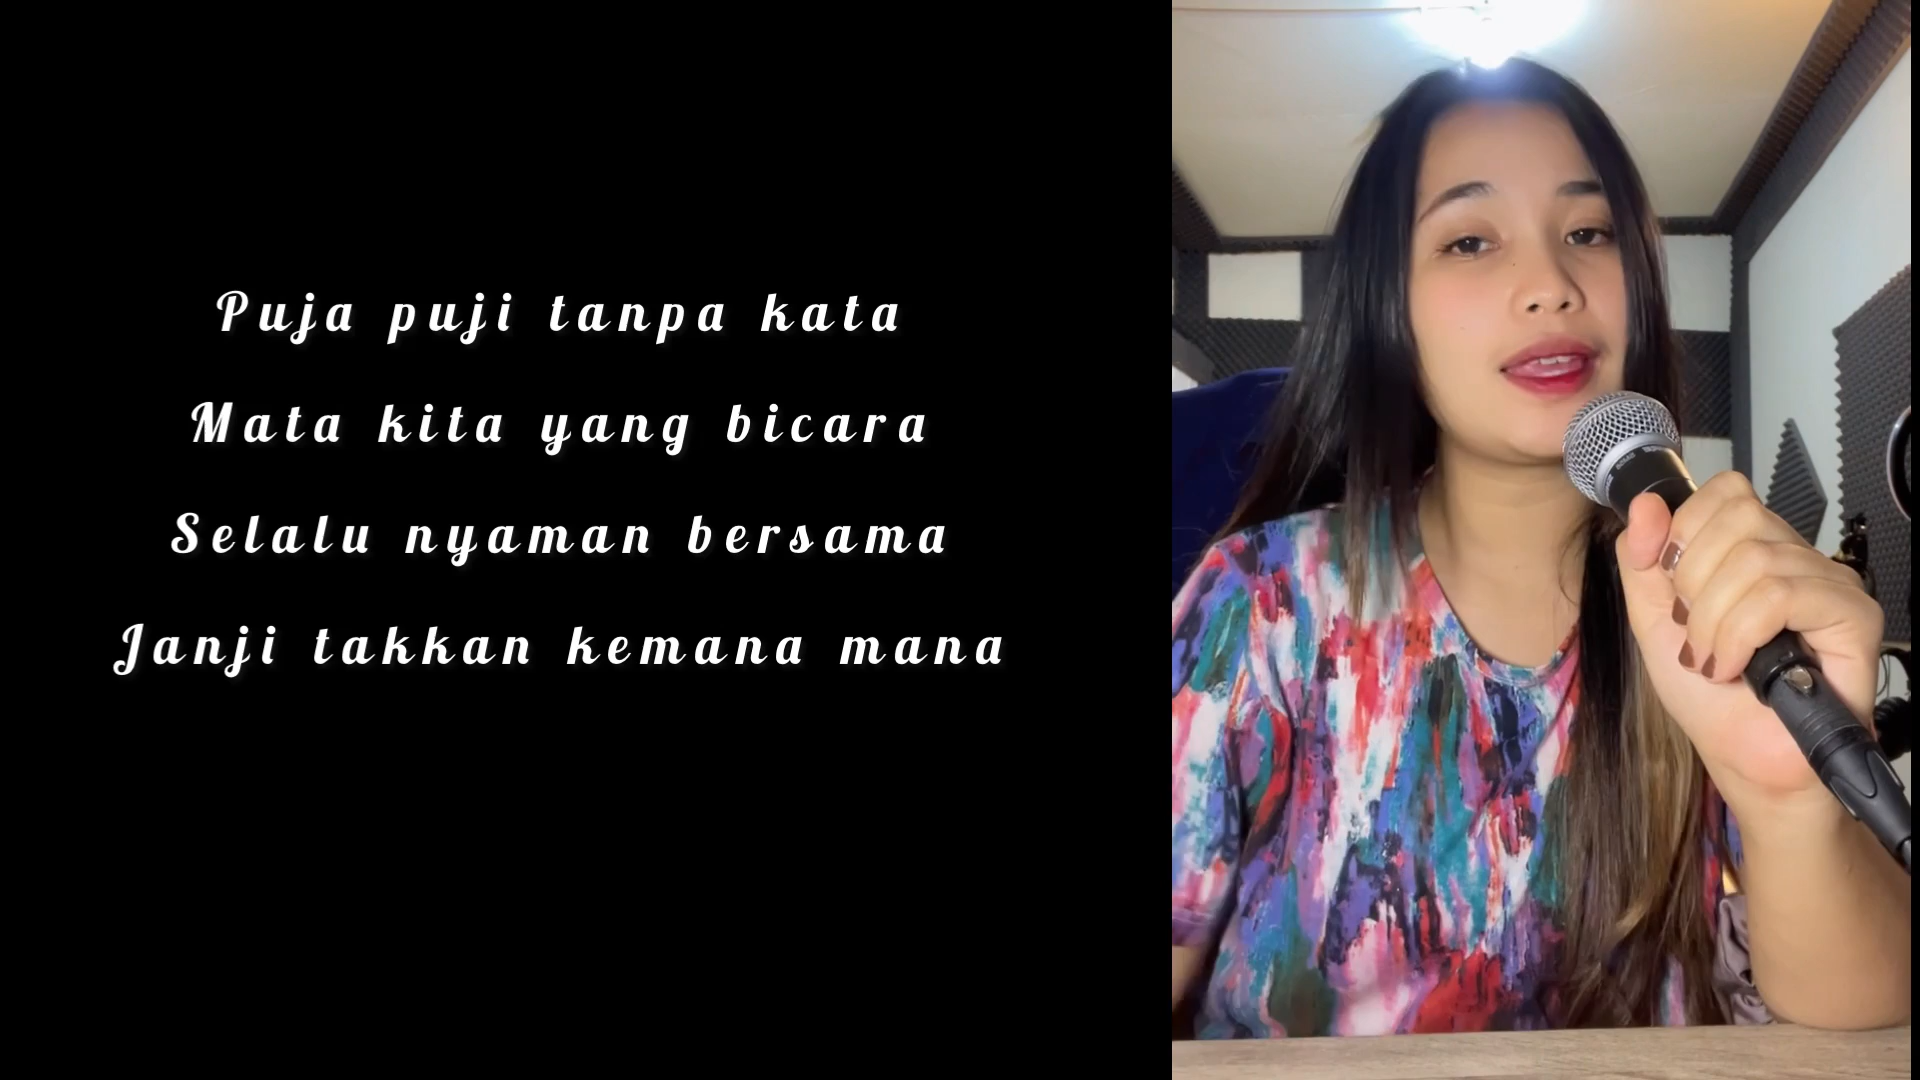 Puja puji tanpa kata
Mata kita yang bicara
Selalu nyaman bersama
Janji takkan kemana mana